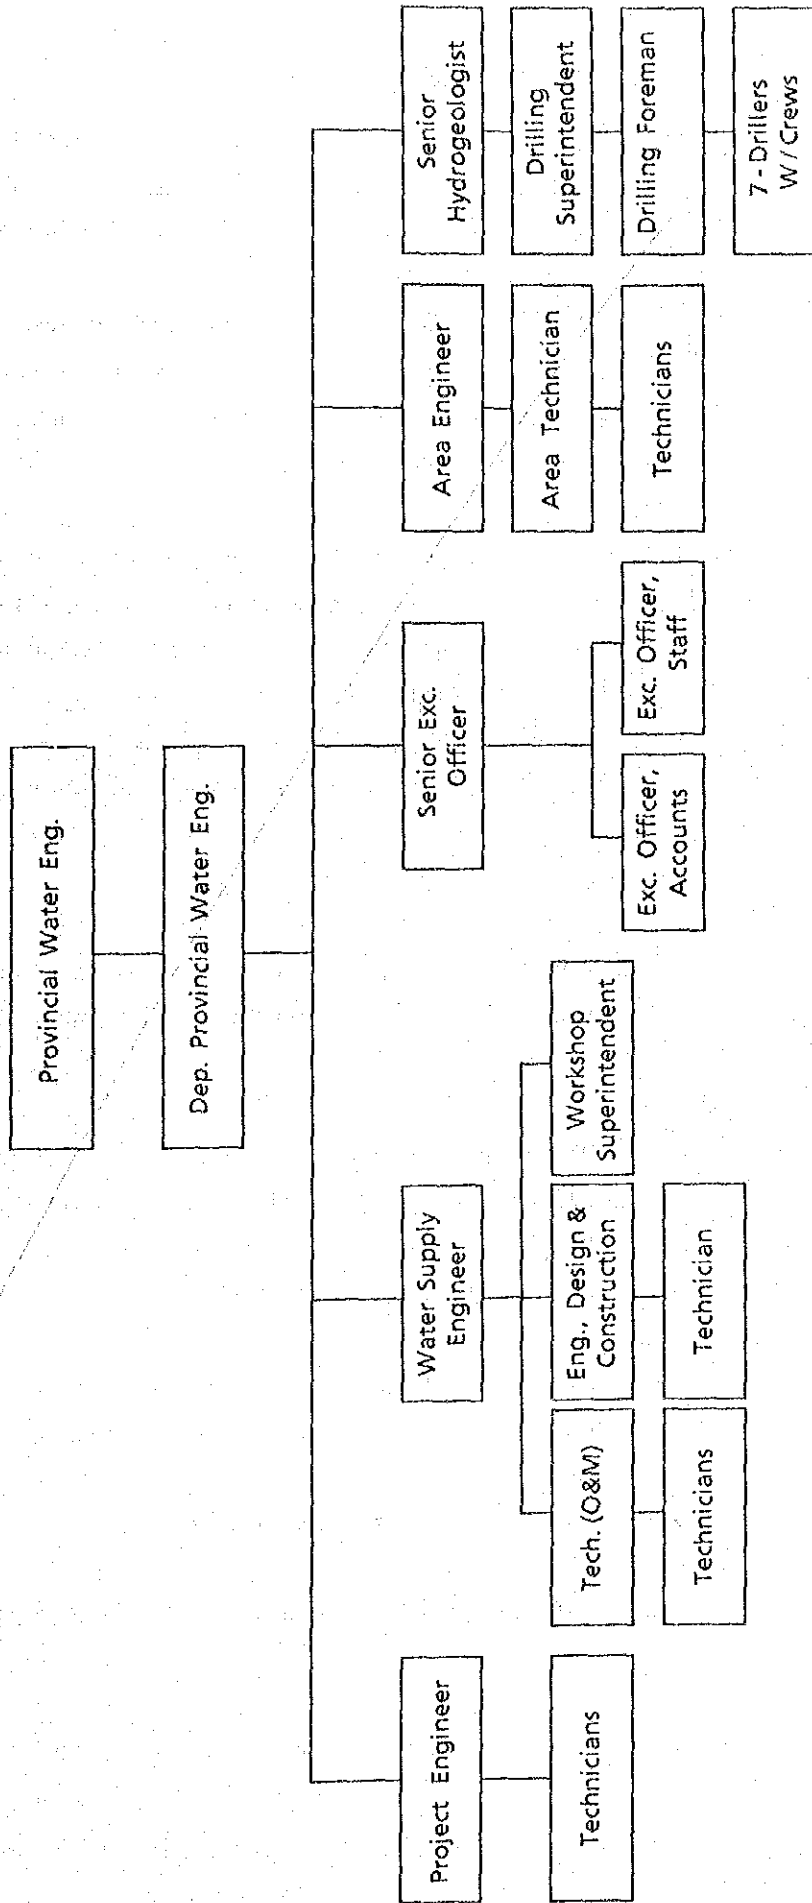 Provincial Water Eng.
Dep. Provincial Water Eng.
Project Engineer
Technicians
Water Supply
Engineer
Tech. (O&M)
Technicians
Eng., Design &
Construction
Technician
Workshop
Superintendent
Senior Exc.
Officer
Exc. Officer,
Accounts
Exc. Officer,
Staff
Area Engineer
Area Technician
Technicians
Senior
Hydrogeologist
Drilling
Superintendent
Drilling Foreman
7 - Drillers
W / Crews